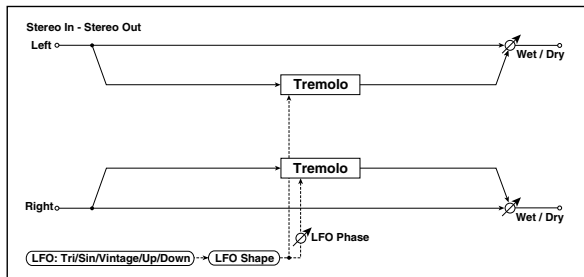 Stereo In - Stereo Out
Left
Wet / Dry
Tremolo
Tremolo
Right
Wet / Dry
LFO Phase
LFO: Tri/Sin/Vintage/Up/Down
LFO Shape